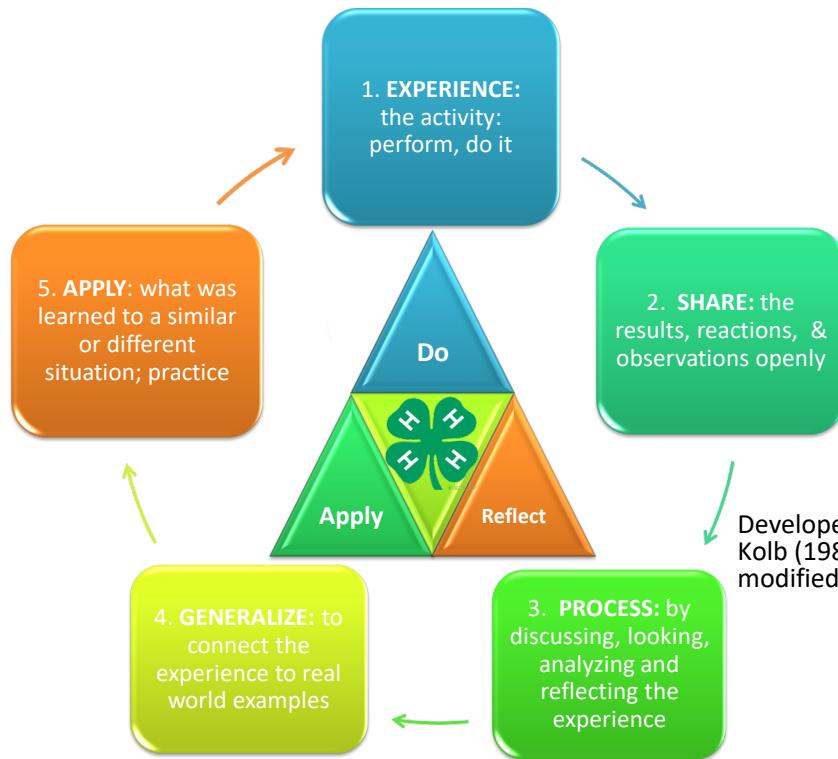 1. EXPERIENCE:
the activity:
perform, do it
2. SHARE: the
results, reactions, &
observations openly
3. PROCESS: by
discussing, looking,
analyzing and
reflecting the
experience
4. GENERALIZE: to
connect the
experience to real
world examples
5. APPLY: what was
learned to a similar
or different
situation; practice
Do
H H
H H
Apply
Reflect
Kolb
modified